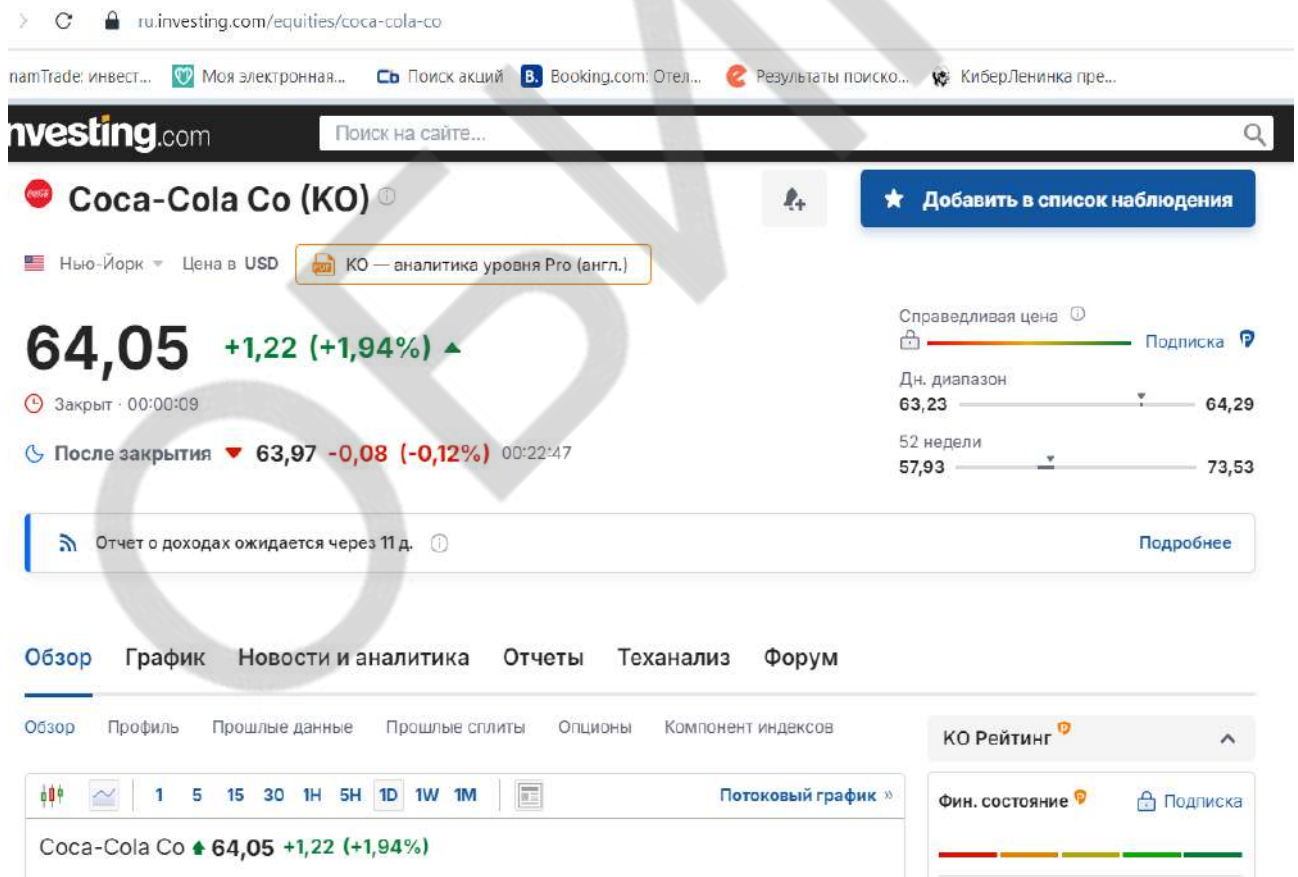 ru.investing.com/equities/coca-cola-co
namTrade: инвест... Моя электронная... Сb Поиск акций B. Booking.com: Отел... Результаты поиско... КиберЛенинка пре...
nvesting.com Поиск на сайте...
Coca-Cola Co (KO) Добавить в список наблюдения
Нью-Йорк Цена в USD KO — аналитика уровня Pro (англ.)
Справедливая цена
64,05 +1,22 (+1,94%) Подписка
Дн. диапазон
Закрыт · 00:00:09 63,23 64,29
52 недели
После закрытия 63,97 -0,08 (-0,12%) 00:22:47 57,93 73,53
Отчет о доходах ожидается через 11 д. Подробнее
Обзор График Новости и аналитика Отчеты Теханализ Форум
Обзор Профиль Прошлые данные Прошлые сплиты Опционы Компонент индексов КО Рейтинг
1 5 15 30 1H 5H 1D 1W 1M Потоковый график » Фин. состояние Подписка
Coca-Cola Co 64,05 +1,22 (+1,94%)